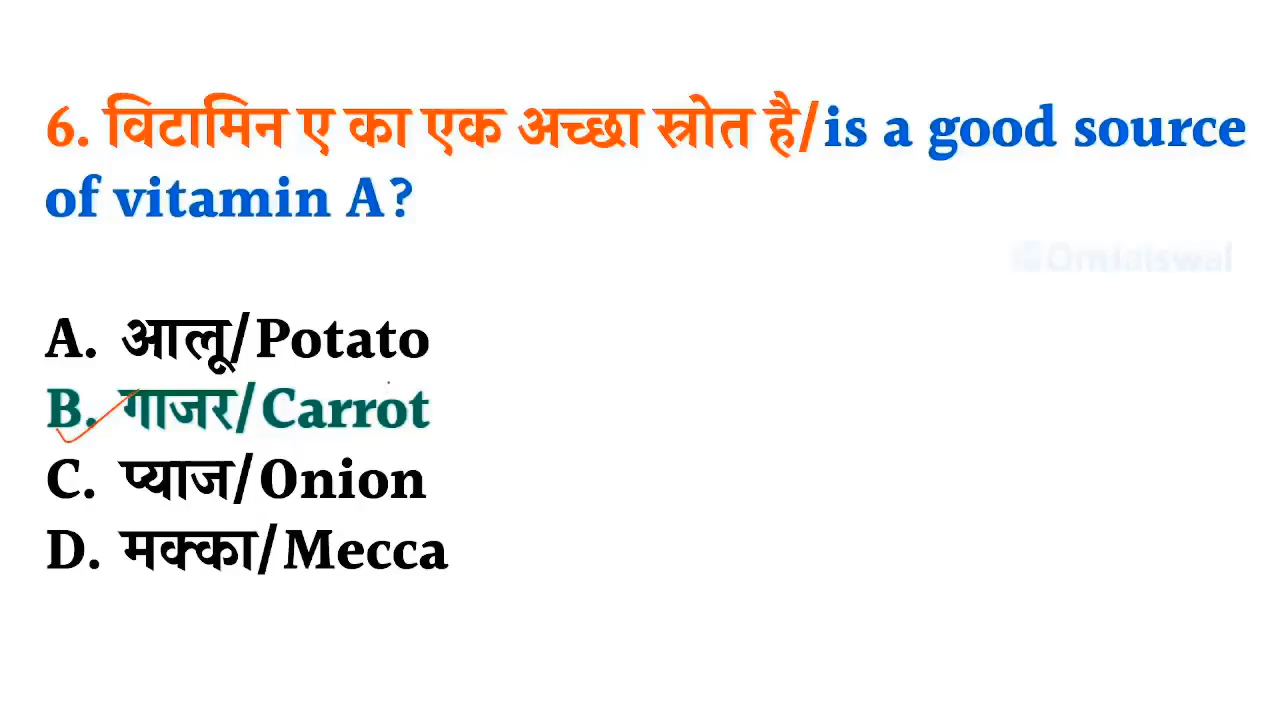 6. विटामिन ए का एक अच्छा स्रोत है/is a good source
of vitamin A?
A. आलू/Potato
B. गाजर/Carrot
C. प्याज/Onion
D. मक्का/Mecca